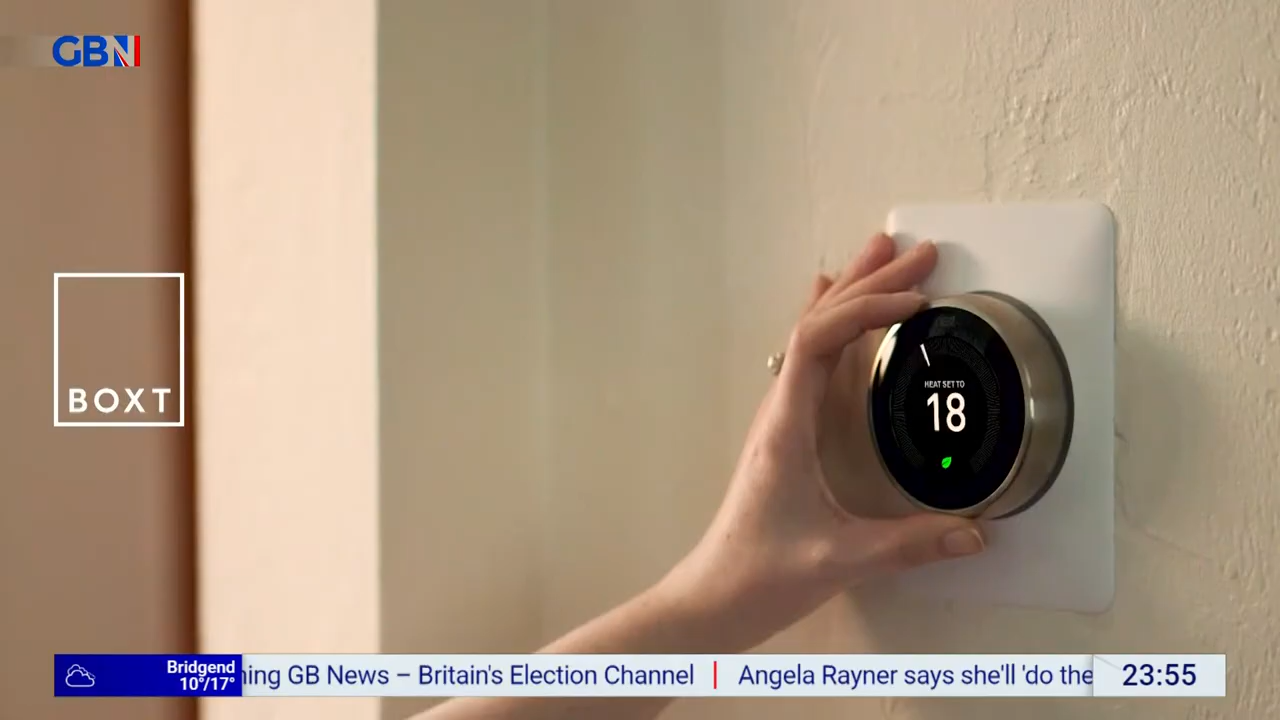 GBN
BOXT
HEAT SET TO
18
Bridgend
10°/17°
ning GB News – Britain's Election Channel
Angela Rayner says she'll 'do the
23:55